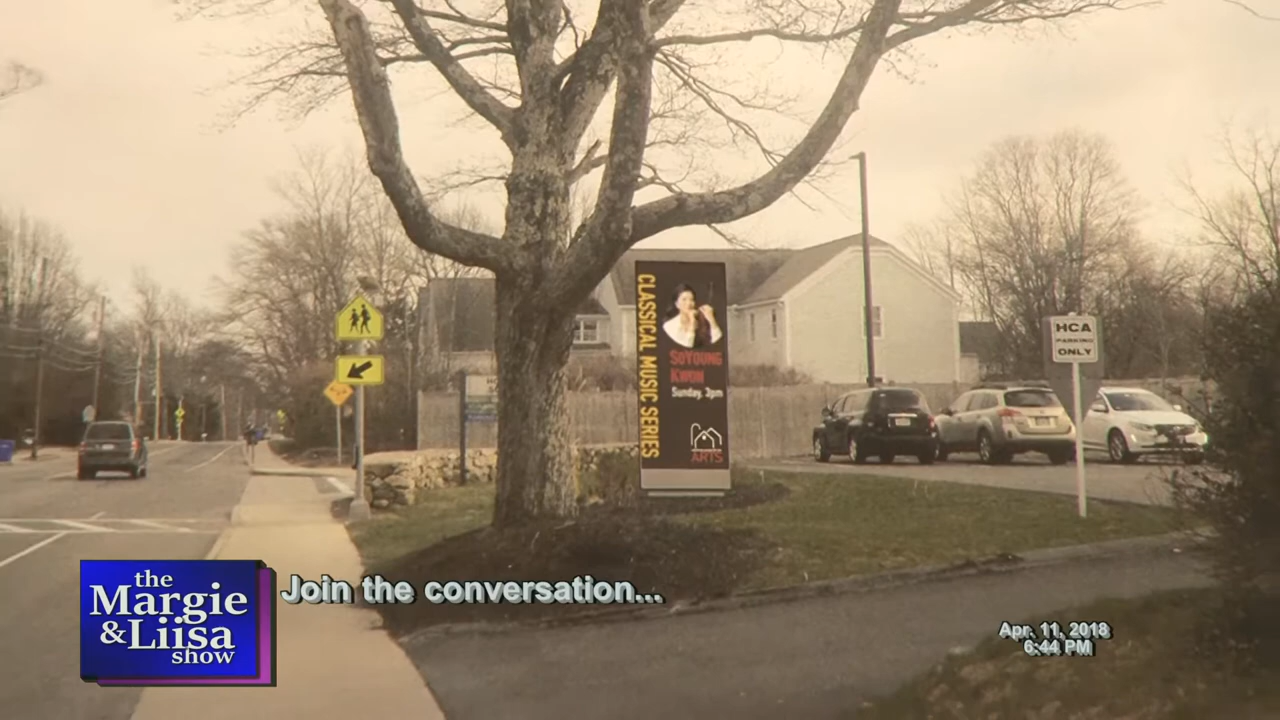 CLASSICAL MUSIC SERIES
SoYoung
Kwon
Sunday, 3pm
ARTS
HCA
PARKING
ONLY
the
Margie
&Liisa
show
Join the conversation...
Apr. 11, 2018
6:44 PM